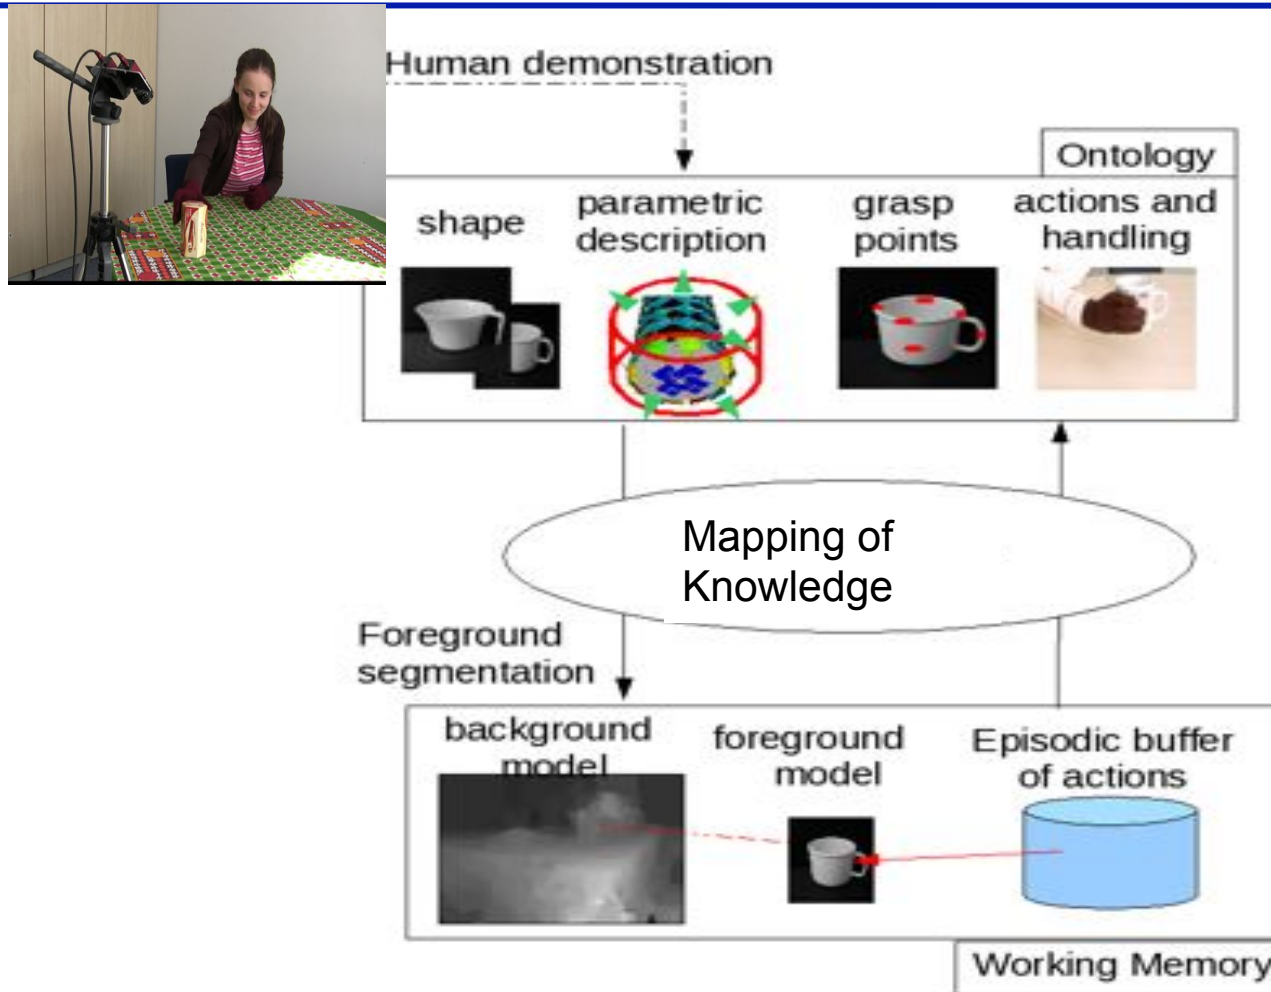 Human demonstration
Ontology
shape
parametric
description
grasp
points
actions and
handling
Mapping of
Knowledge
Foreground
segmentation
background
model
foreground
model
Episodic buffer
of actions
Working Memory